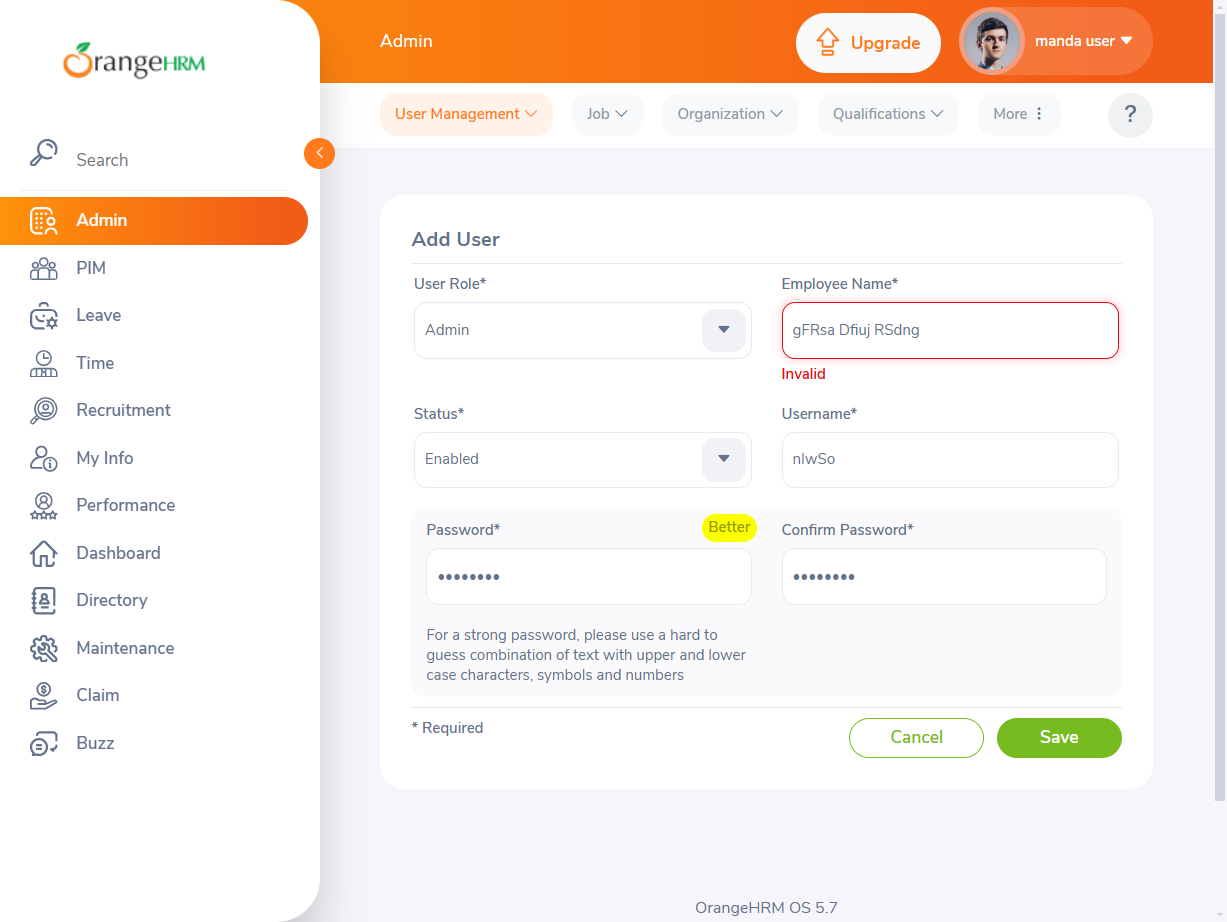 OrangeHRM
Admin
Upgrade
manda user
User Management
Job
Organization
Qualifications
More
?
Search
Admin
PIM
Leave
Time
Recruitment
My Info
Performance
Dashboard
Directory
Maintenance
Claim
Buzz
Add User
User Role*
Employee Name*
Admin
gFRsa Dfiuj RSdng
Invalid
Status*
Username*
Enabled
nIwSo
Password*
Better
Confirm Password*
••••••••
••••••••
For a strong password, please use a hard to
guess combination of text with upper and lower
case characters, symbols and numbers
* Required
Cancel
Save
OrangeHRM OS 5.7